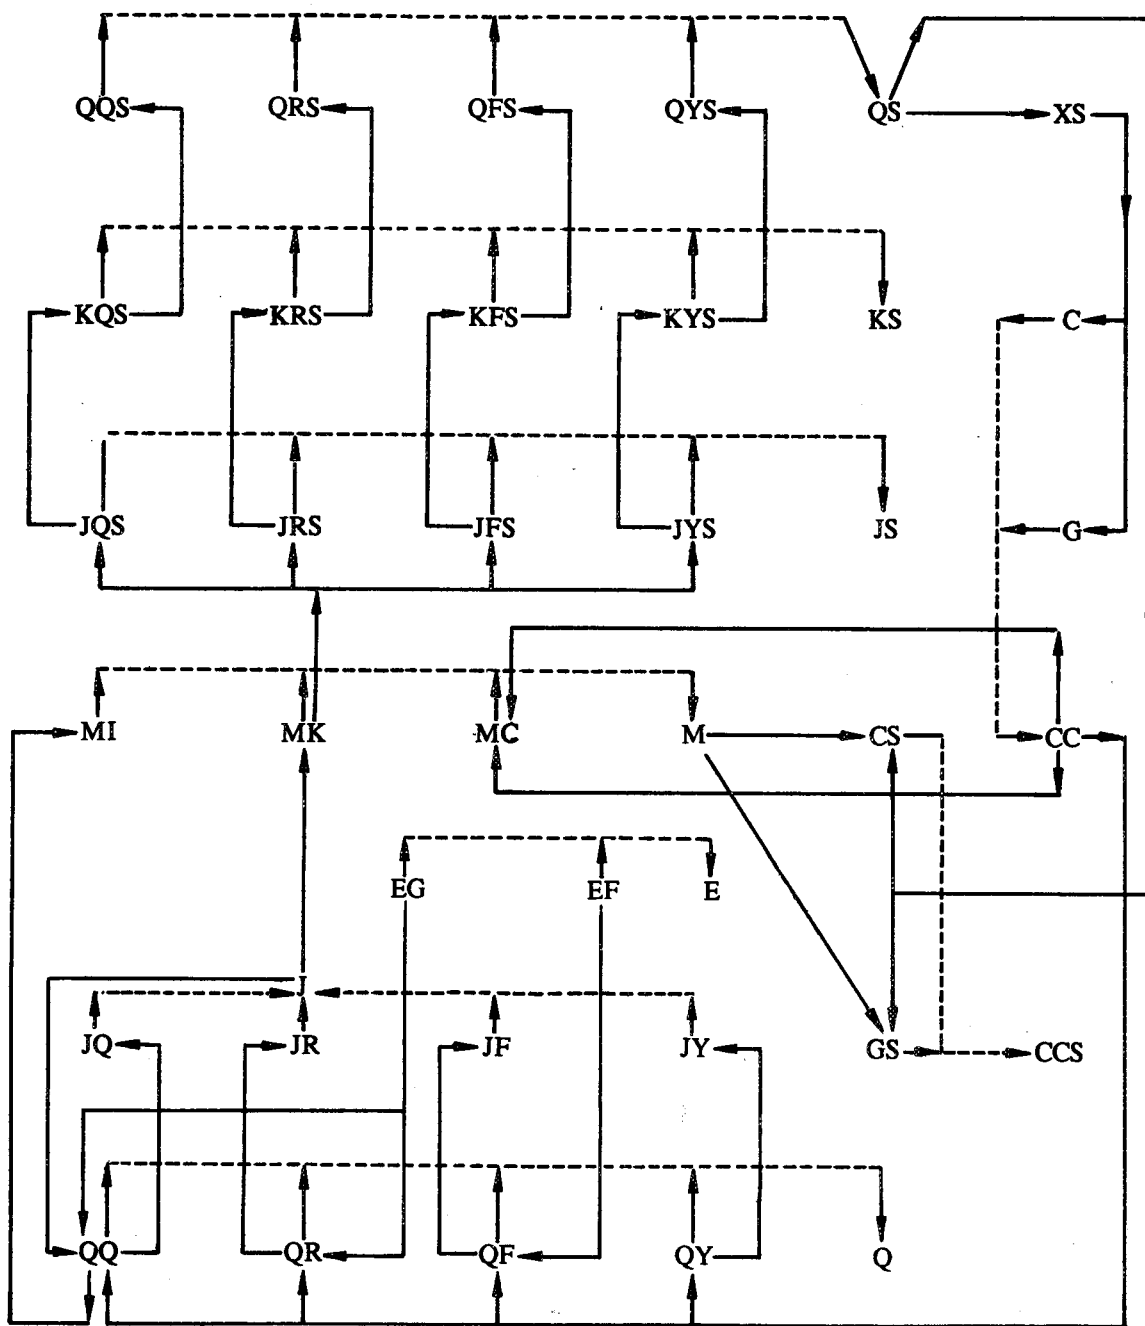 QQS QRS QFS QYS QS XS
KQS KRS KFS KYS KS C
JQS JRS JFS JYS JS G
MI MK MC M CS CC
EG EF E
J
JQ JR JF JY GS CCS
QQ QR QF QY Q